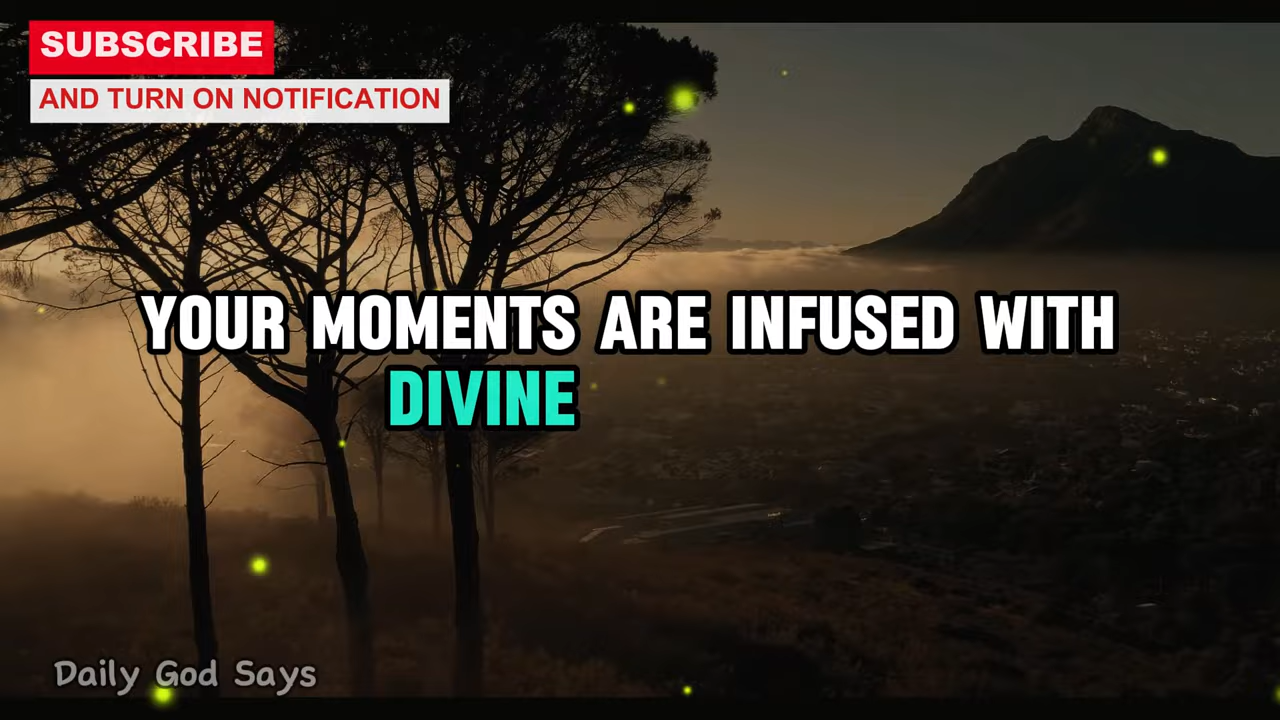 SUBSCRIBE
AND TURN ON NOTIFICATION
YOUR MOMENTS ARE INFUSED WITH
DIVINE
Daily God Says